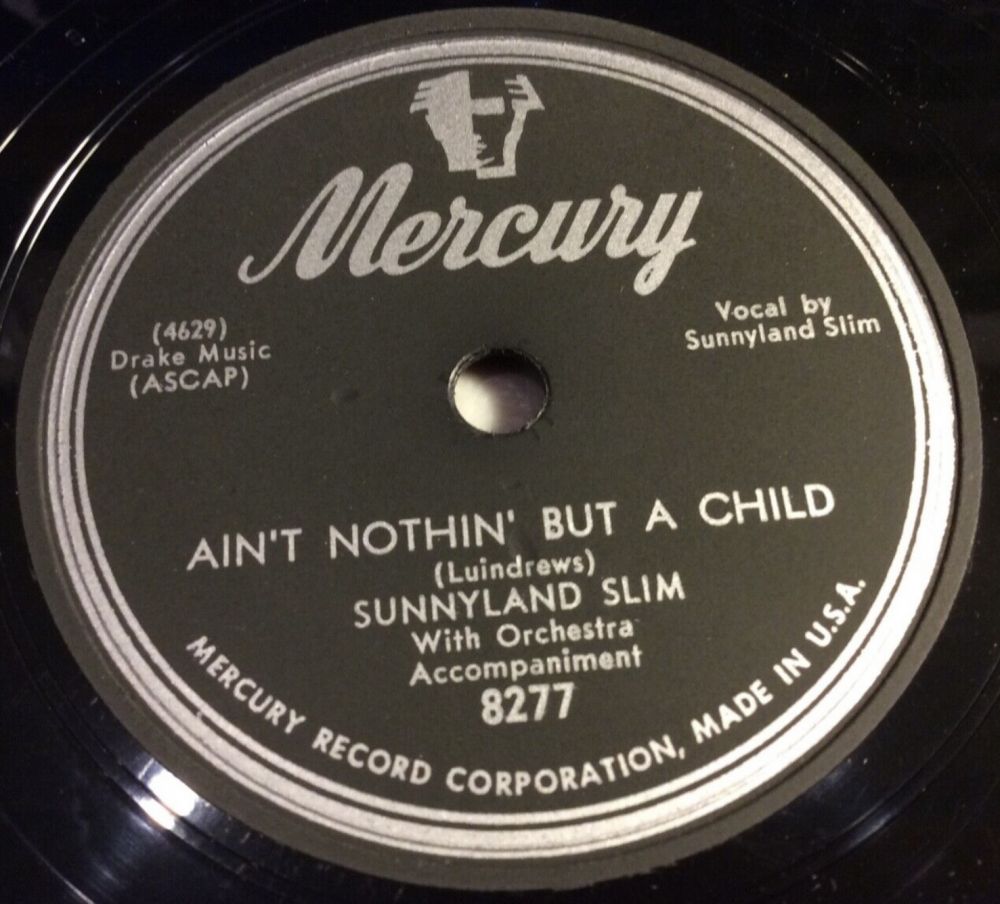 Mercury
(4629)
Drake Music
(ASCAP)
Vocal by
Sunnyland Slim
AIN'T NOTHIN' BUT A CHILD
(Luindrews)
SUNNYLAND SLIM
With Orchestra
Accompaniment
8277
MERCURY RECORD CORPORATION, MADE IN U.S.A.